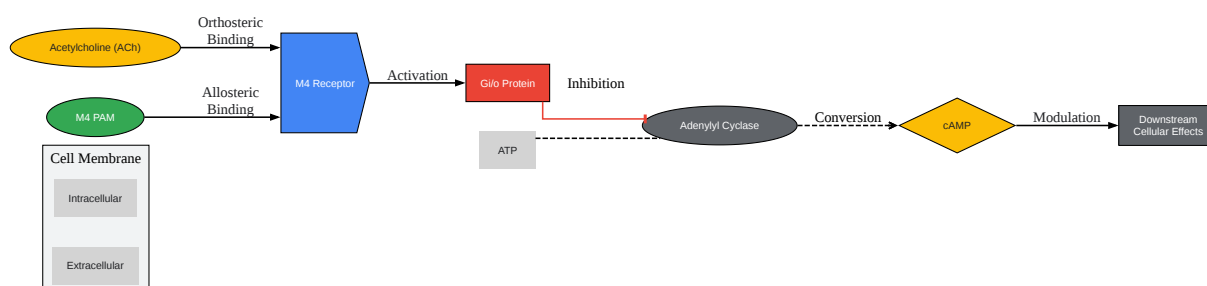 Orthosteric
Binding
Acetylcholine (ACh)
M4 Receptor
Activation
Gi/o Protein
Inhibition
Allosteric
Binding
M4 PAM
Adenylyl Cyclase
Conversion
cAMP
Modulation
Downstream
Cellular Effects
ATP
Cell Membrane
Intracellular
Extracellular